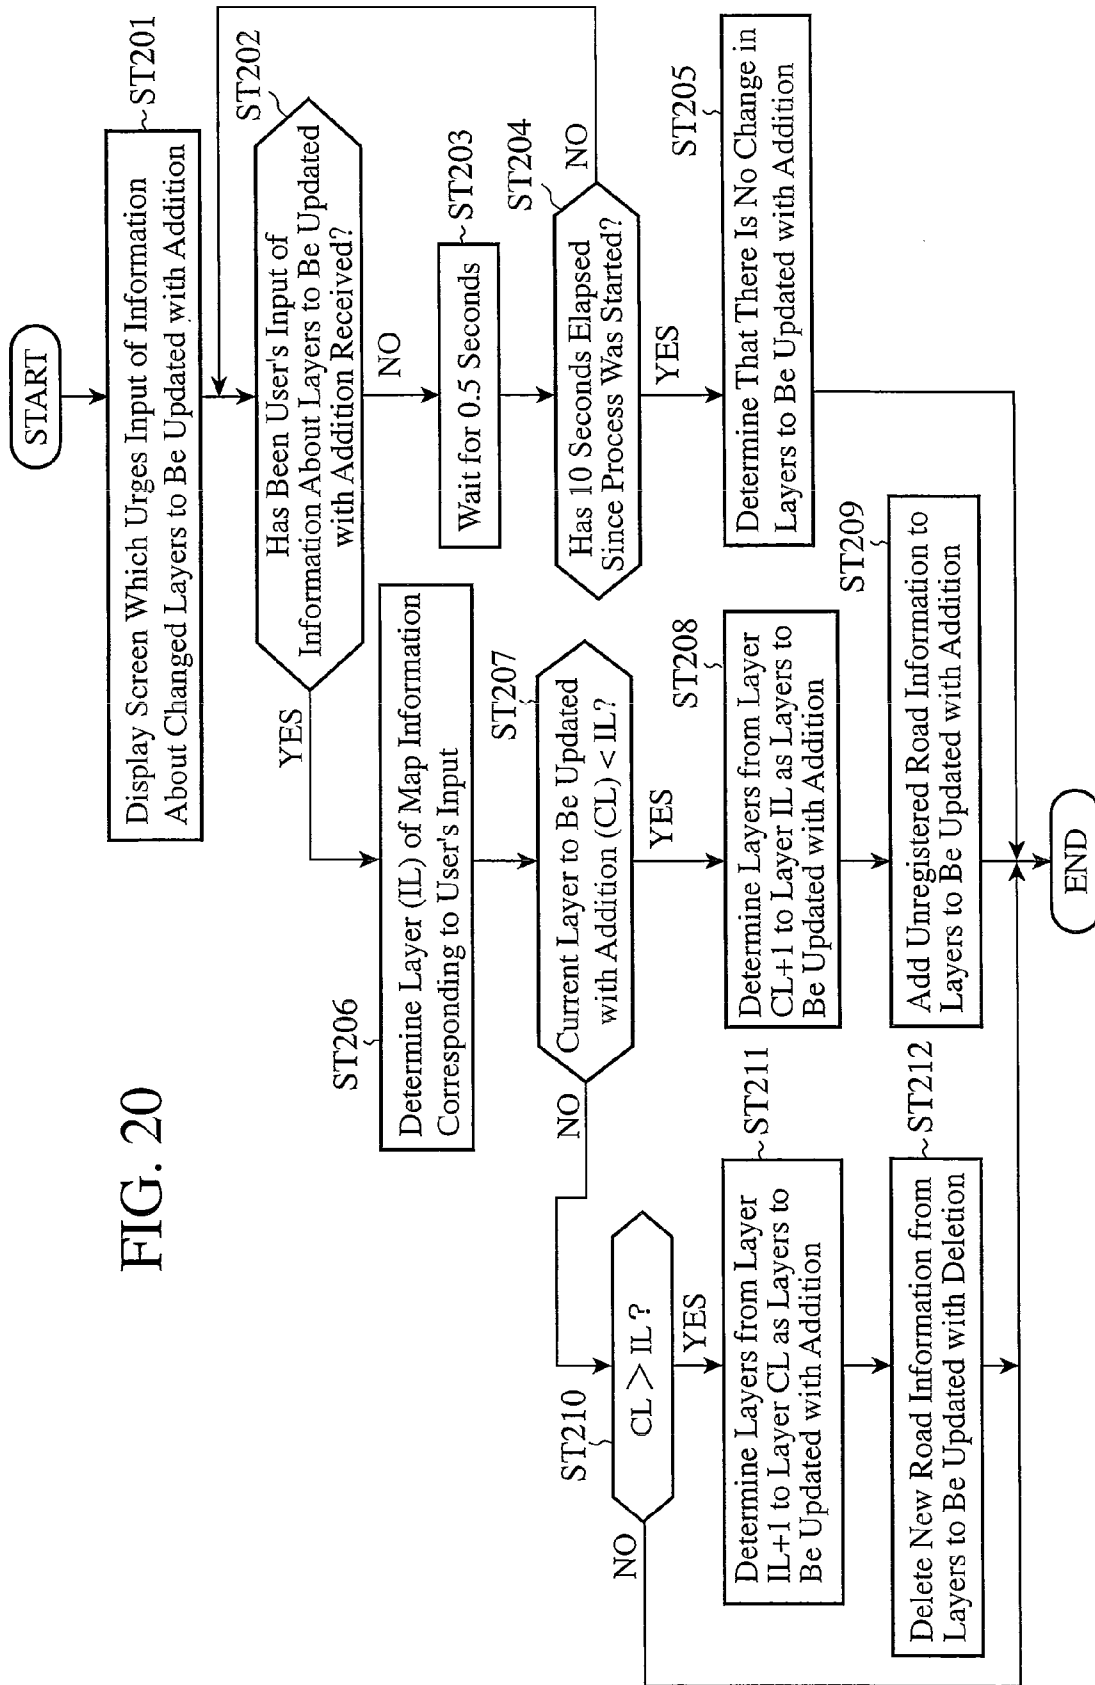 FIG. 20
START
ST201
Display Screen Which Urges Input of Information
About Changed Layers to Be Updated with Addition
ST202
Has Been User's Input of
Information About Layers to Be Updated
with Addition Received?
YES
NO
ST203
Wait for 0.5 Seconds
ST204
Has 10 Seconds Elapsed
Since Process Was Started?
NO
YES
ST205
Determine That There Is No Change in
Layers to Be Updated with Addition
ST206
Determine Layer (IL) of Map Information
Corresponding to User's Input
ST207
Current Layer to Be Updated
with Addition (CL) < IL?
NO
YES
ST208
Determine Layers from Layer
CL+1 to Layer IL as Layers to
Be Updated with Addition
ST209
Add Unregistered Road Information to
Layers to Be Updated with Addition
ST210
CL > IL?
NO
YES
ST211
Determine Layers from Layer
IL+1 to Layer CL as Layers to
Be Updated with Addition
ST212
Delete New Road Information from
Layers to Be Updated with Deletion
END